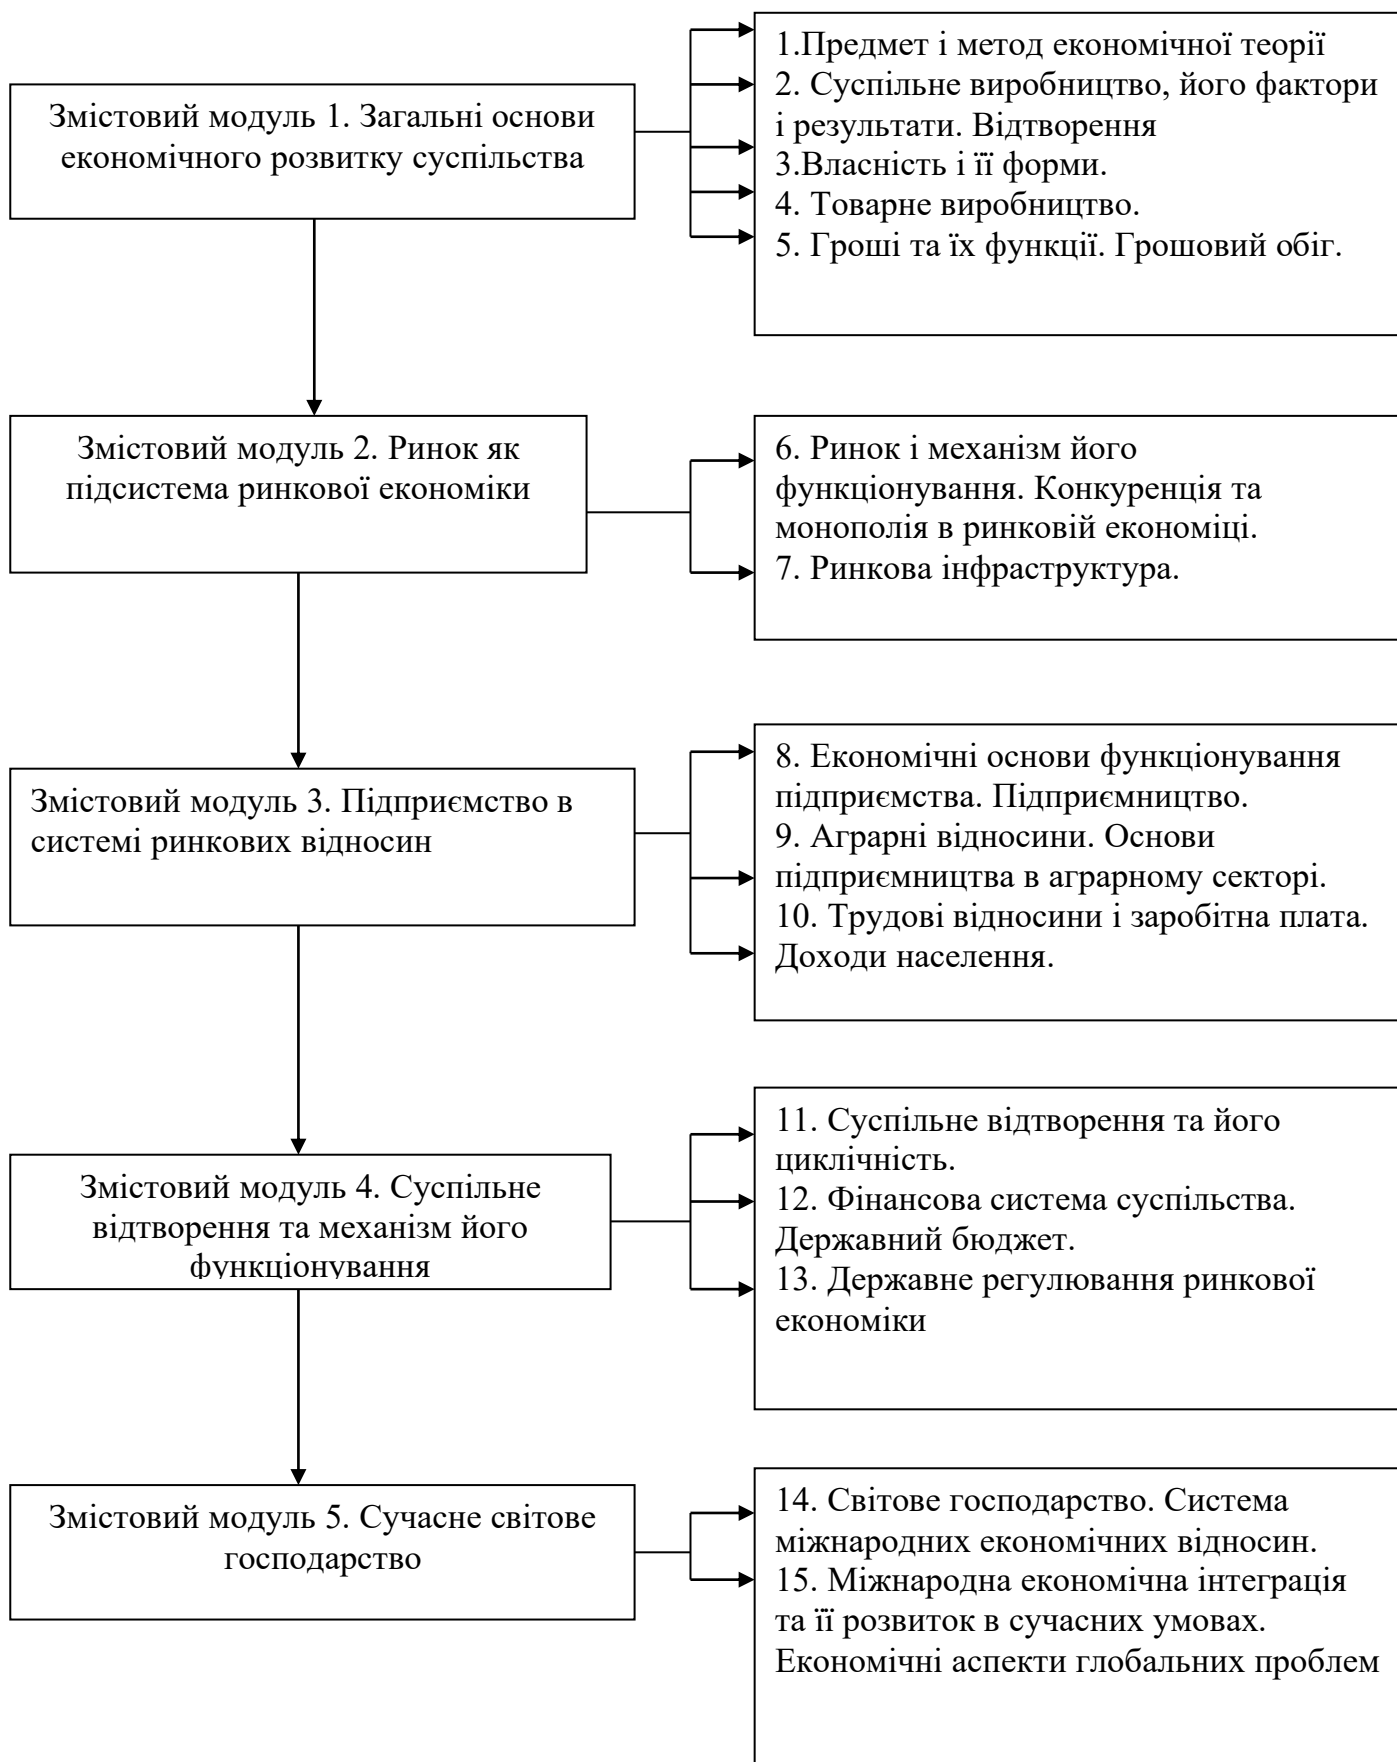 Змістовий модуль 1. Загальні основи
економічного розвитку суспільства
1.Предмет і метод економічної теорії
2. Суспільне виробництво, його фактори
і результати. Відтворення
3.Власність і її форми.
4. Товарне виробництво.
5. Гроші та їх функції. Грошовий обіг.
Змістовий модуль 2. Ринок як
підсистема ринкової економіки
6. Ринок і механізм його
функціонування. Конкуренція та
монополія в ринковій економіці.
7. Ринкова інфраструктура.
Змістовий модуль 3. Підприємство в
системі ринкових відносин
8. Економічні основи функціонування
підприємства. Підприємництво.
9. Аграрні відносини. Основи
підприємництва в аграрному секторі.
10. Трудові відносини і заробітна плата.
Доходи населення.
Змістовий модуль 4. Суспільне
відтворення та механізм його
функціонування
11. Суспільне відтворення та його
циклічність.
12. Фінансова система суспільства.
Державний бюджет.
13. Державне регулювання ринкової
економіки
Змістовий модуль 5. Сучасне світове
господарство
14. Світове господарство. Система
міжнародних економічних відносин.
15. Міжнародна економічна інтеграція
та її розвиток в сучасних умовах.
Економічні аспекти глобальних проблем